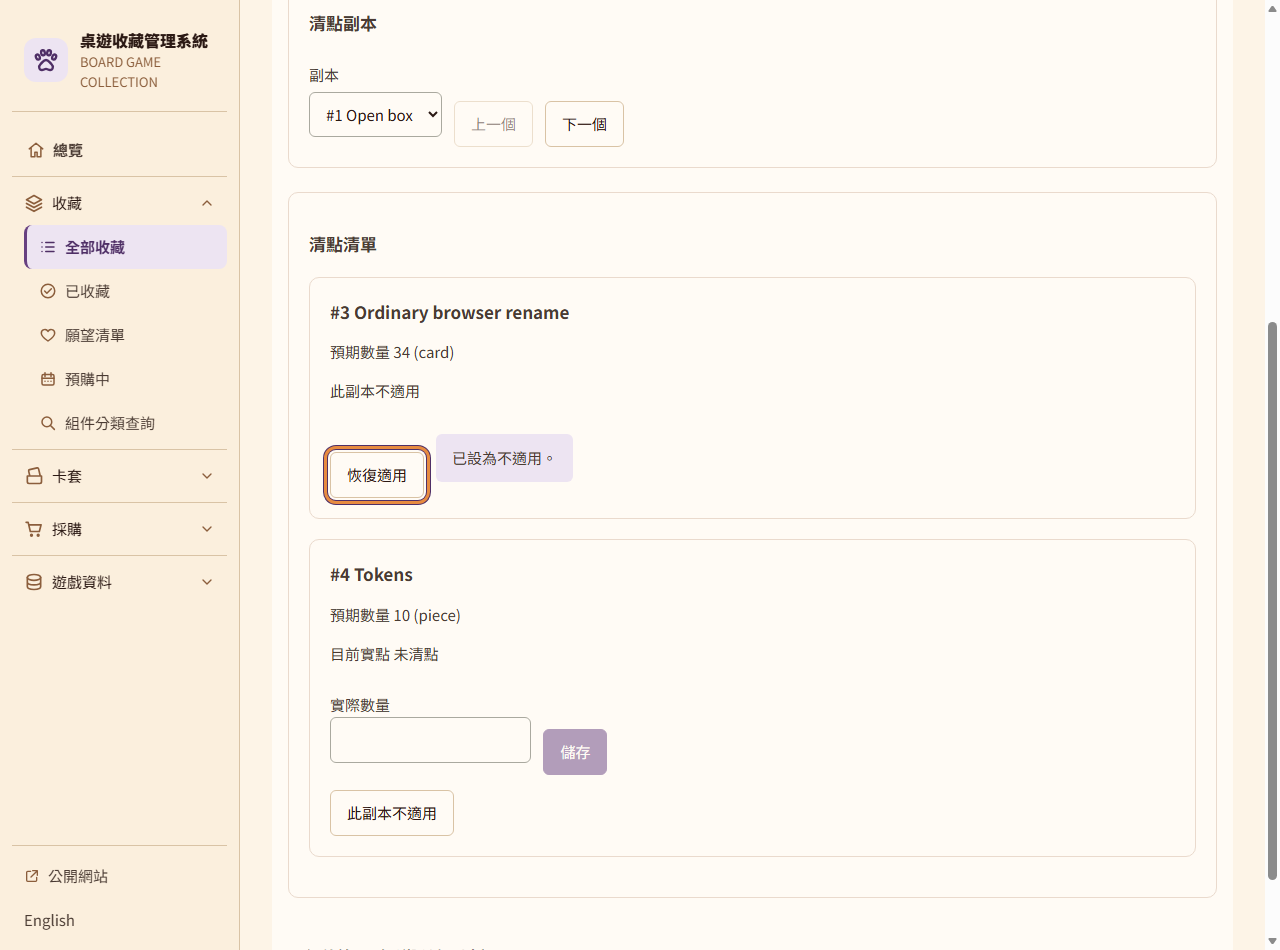 桌遊收藏管理系統
BOARD GAME
COLLECTION
總覽
收藏
全部收藏
已收藏
願望清單
預購中
組件分類查詢
卡套
採購
遊戲資料
公開網站
English
清點副本
副本
#1 Open box
上一個
下一個
清點清單
#3 Ordinary browser rename
預期數量 34 (card)
此副本不適用
恢復適用
已設為不適用。
#4 Tokens
預期數量 10 (piece)
目前實點 未清點
實際數量
儲存
此副本不適用